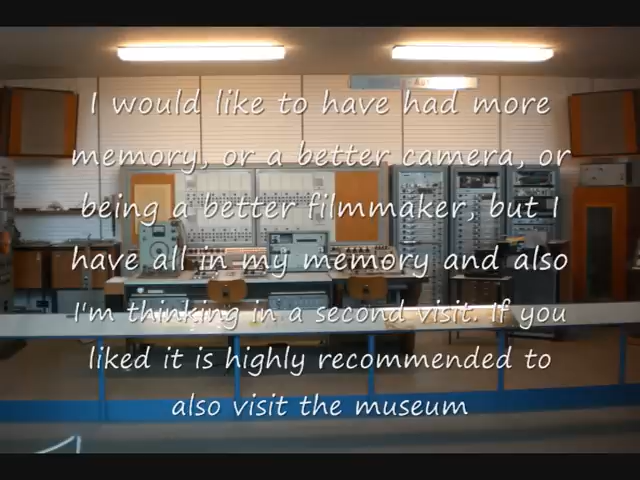 I would like to have had more
memory, or a better camera, or
being a better filmmaker, but I
have all in my memory and also
I'm thinking in a second visit. If you
liked it is highly recommended to
also visit the museum